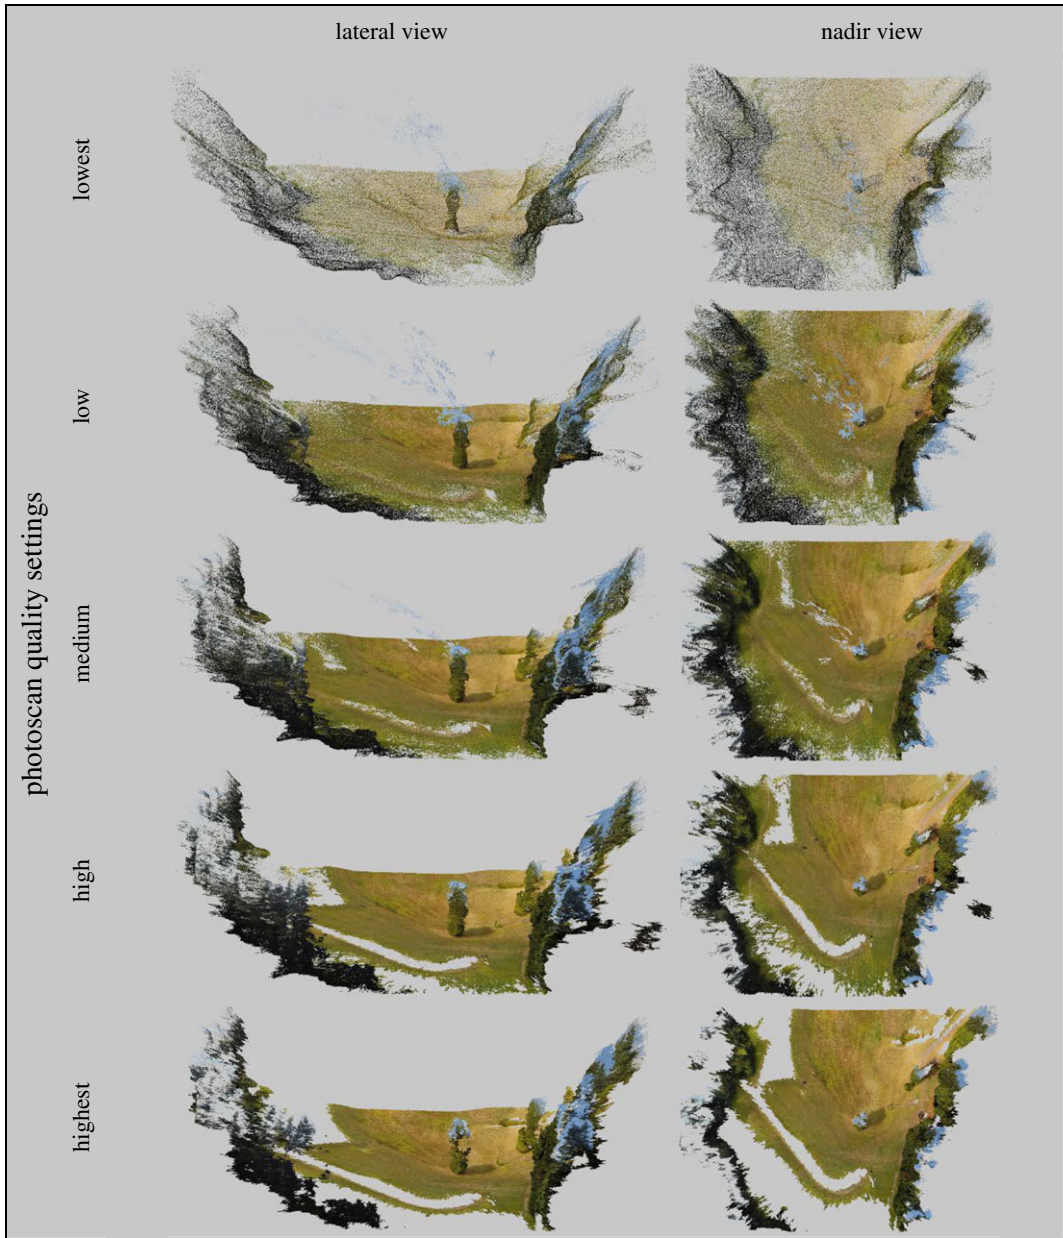 lateral view
nadir view
photoscan quality settings
lowest
low
medium
high
highest